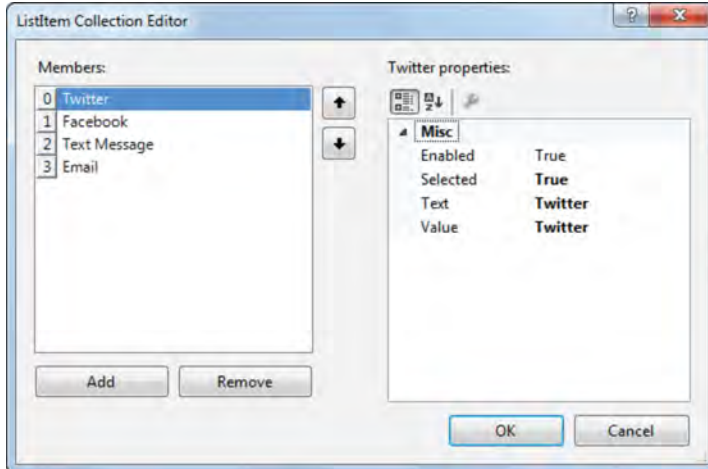 ListItem Collection Editor
Members:
0 Twitter
1 Facebook
2 Text Message
3 Email
Add
Remove
Twitter properties:
Misc
Enabled True
Selected True
Text Twitter
Value Twitter
OK
Cancel